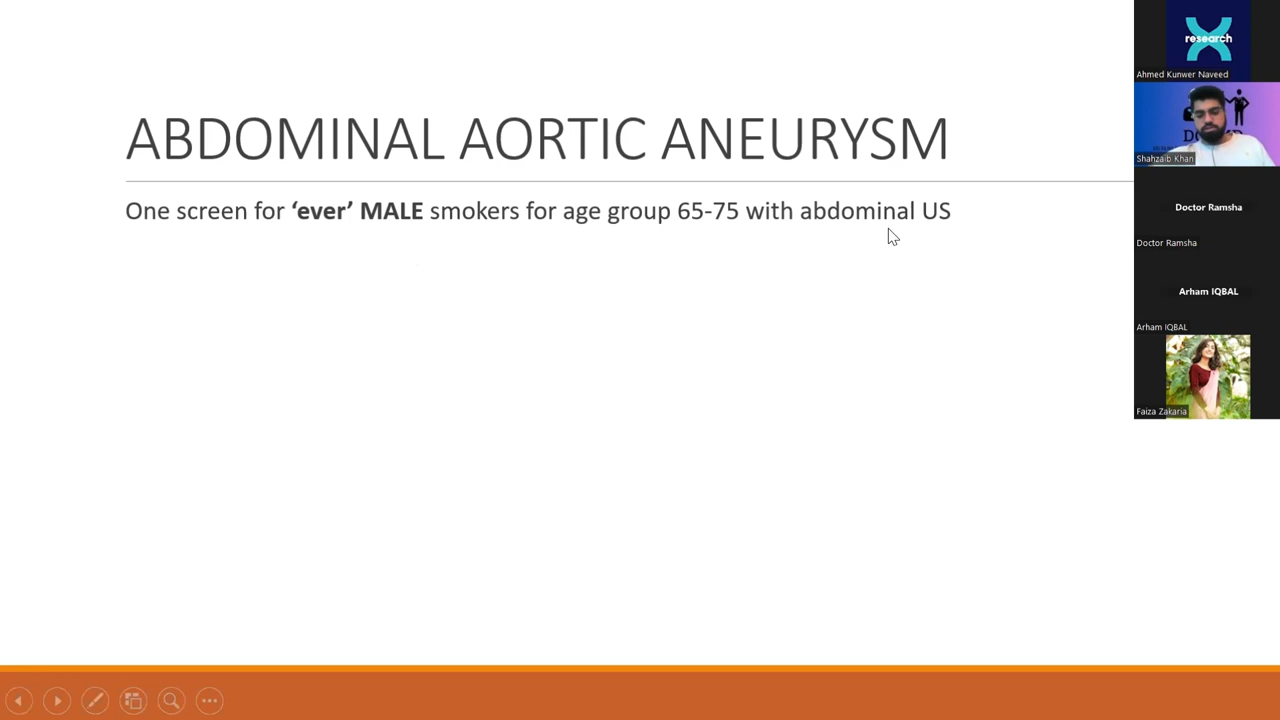 ABDOMINAL AORTIC ANEURYSM
One screen for ‘ever’ MALE smokers for age group 65-75 with abdominal US
research
Ahmed Kunwer Naveed
Shahzaib Khan
Doctor Ramsha
Doctor Ramsha
Arham IQBAL
Arham IQBAL
Faiza Zakaria